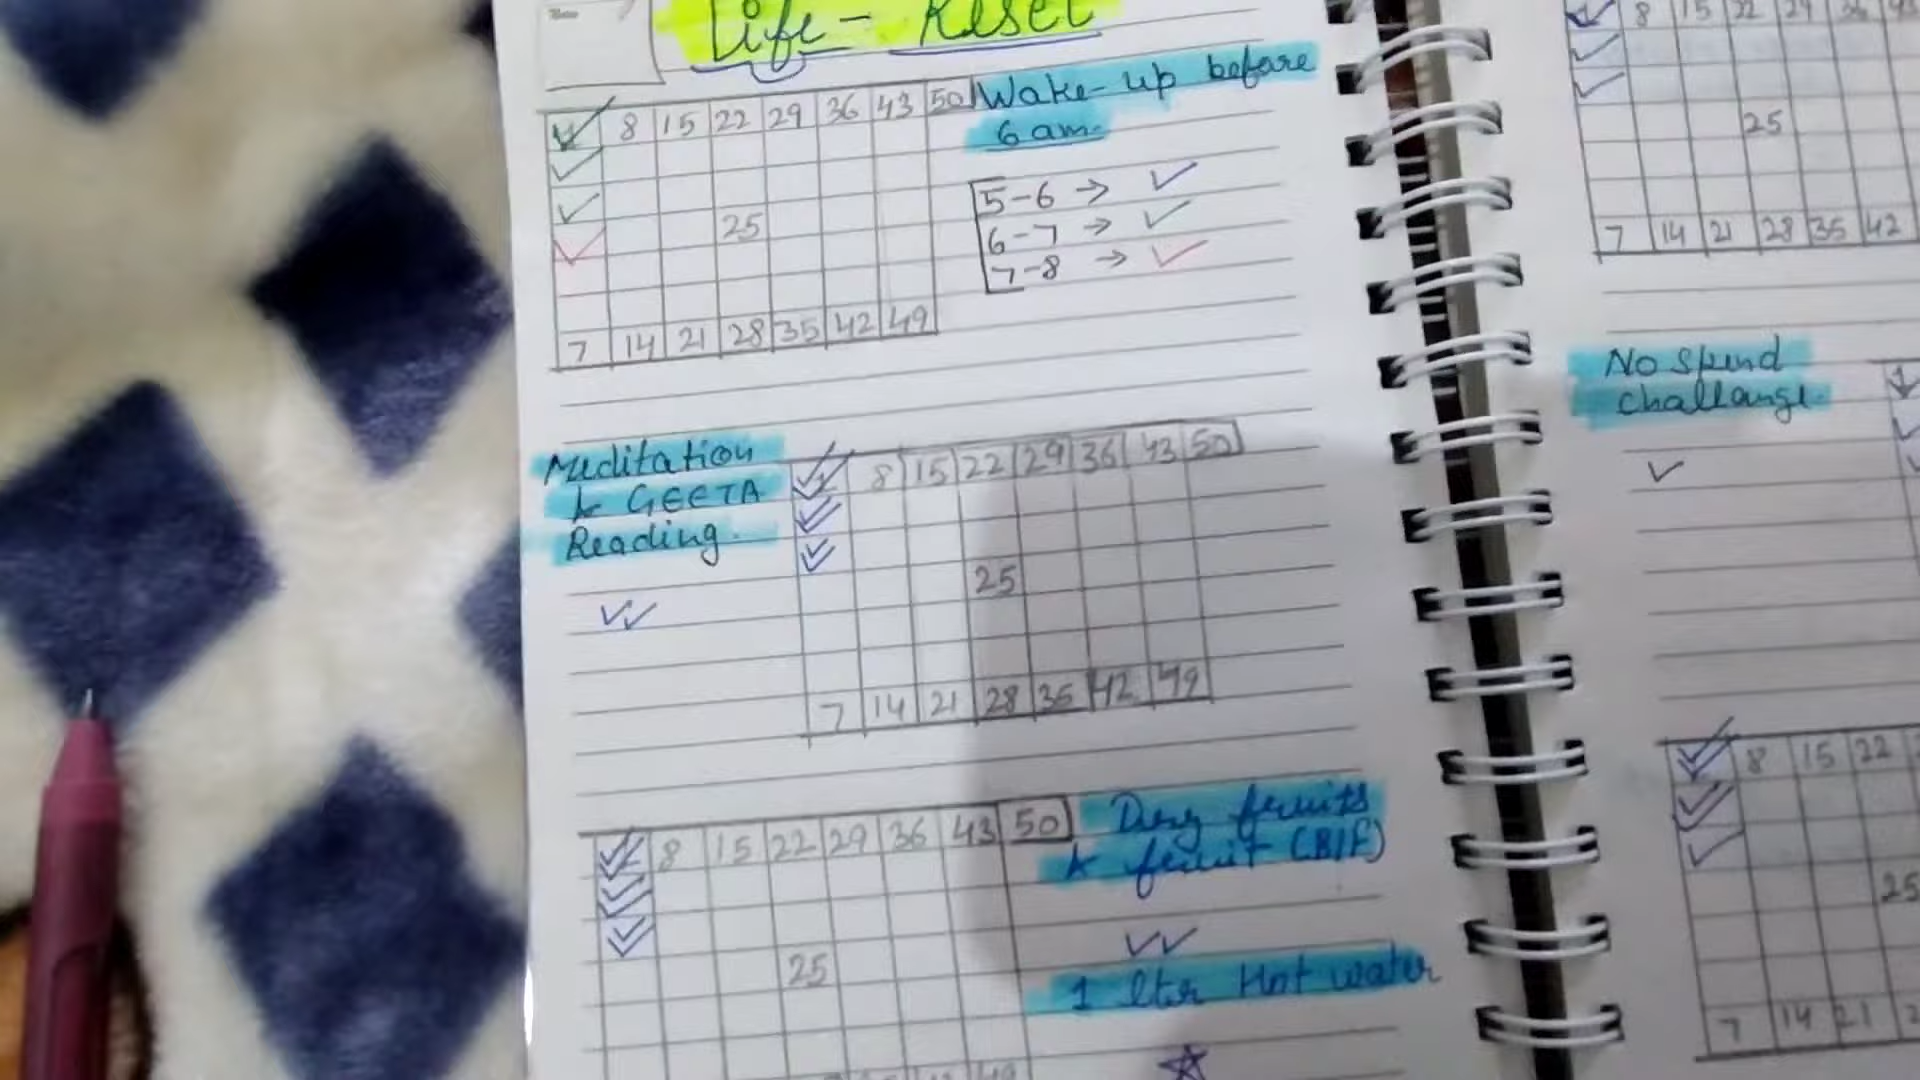 Life - Reset
8 15 22 29 36 43 50
Wake-up before
6 am.
25
7 14 21 28 35 42 49
5-6 → ✓
6-7 → ✓
7-8 → ✓
Meditation
& GEETA
Reading.
8 15 22 29 36 43 50
25
7 14 21 28 35 42 49
8 15 22 29 36 43 50
Dry fruits
& fruit (B/F)
25
1 lter Hot water
8 15 22 29 36 43
25
7 14 21 28 35 42
No spend
challange.
1
8 15 22
25
7 14 21